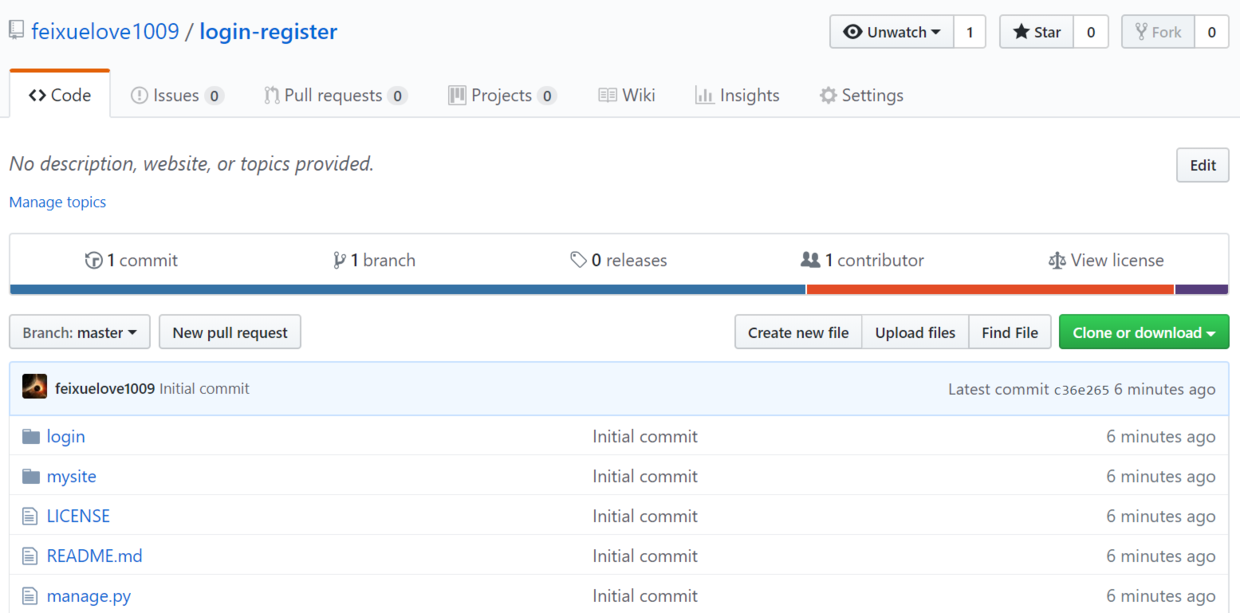 feixuelove1009 / login-register Unwatch 1 Star 0 Fork 0
Code Issues 0 Pull requests 0 Projects 0 Wiki Insights Settings
No description, website, or topics provided. Edit
Manage topics
1 commit 1 branch 0 releases 1 contributor View license
Branch: master New pull request Create new file Upload files Find File Clone or download
feixuelove1009 Initial commit Latest commit c36e265 6 minutes ago
login Initial commit 6 minutes ago
mysite Initial commit 6 minutes ago
LICENSE Initial commit 6 minutes ago
README.md Initial commit 6 minutes ago
manage.py Initial commit 6 minutes ago